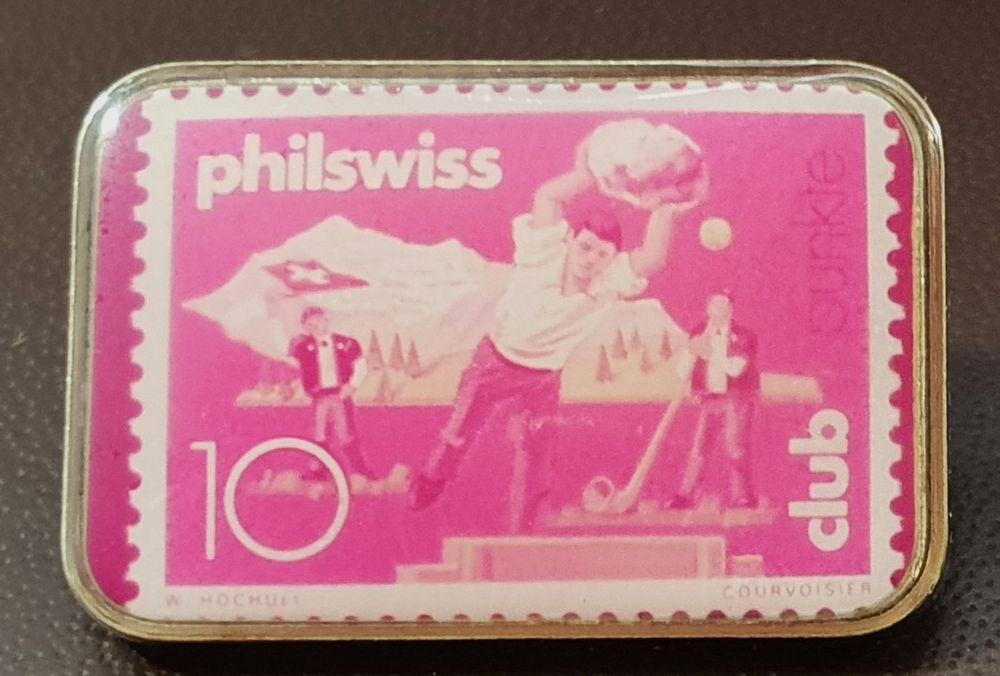 philswiss
punkte
10
club
W. HOCHULI
COURVOISIER